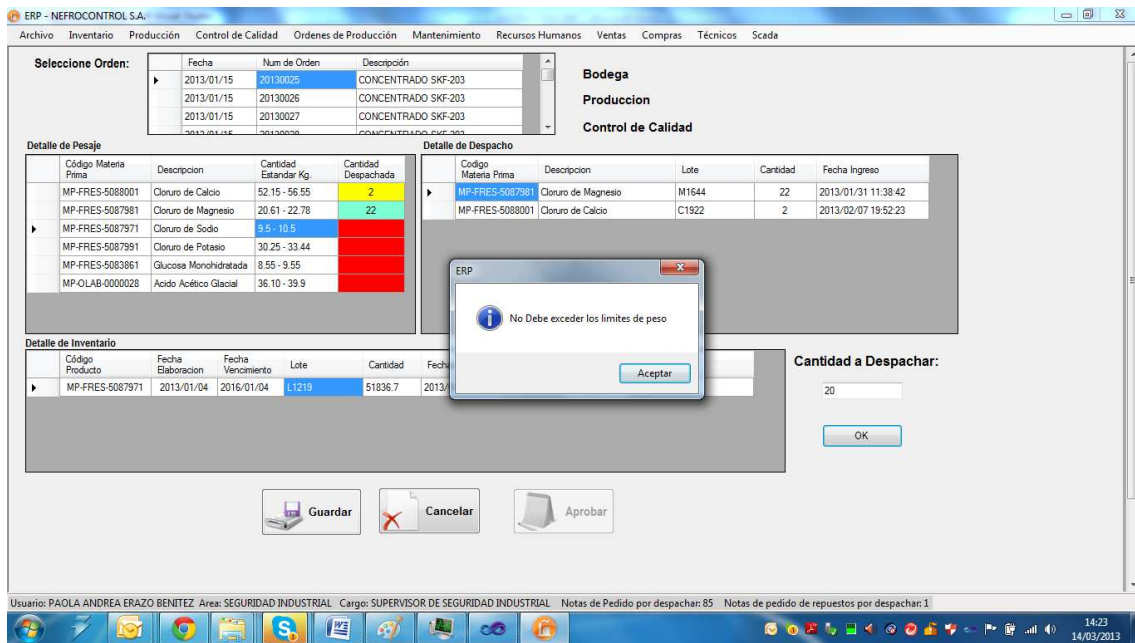 ERP - NEFROCONTROL S.A.
Archivo Inventario Producción Control de Calidad Ordenes de Producción Mantenimiento Recursos Humanos Ventas Compras Técnicos Scada
Seleccione Orden:
Fecha Num de Orden Descripción
2013/01/15 20130025 CONCENTRADO SKF-203
2013/01/15 20130026 CONCENTRADO SKF-203
2013/01/15 20130027 CONCENTRADO SKF-203
Bodega
Produccion
Control de Calidad
Detalle de Pesaje
Código Materia Prima Descripcion Cantidad Estandar Kg. Cantidad Despachada
MP-FRES-5088001 Cloruro de Calcio 52.15 - 56.55 2
MP-FRES-5087981 Cloruro de Magnesio 20.61 - 22.78 22
MP-FRES-5087971 Cloruro de Sodio 9.5 - 10.5
MP-FRES-5087991 Cloruro de Potasio 30.25 - 33.44
MP-FRES-5083861 Glucosa Monohidratada 8.55 - 9.55
MP-OLAB-0000028 Acido Acético Glacial 36.10 - 39.9
Detalle de Despacho
Codigo Materia Prima Descripcion Lote Cantidad Fecha Ingreso
MP-FRES-5087981 Cloruro de Magnesio M1644 22 2013/01/31 11:38:42
MP-FRES-5088001 Cloruro de Calcio C1922 2 2013/02/07 19:52:23
ERP
No Debe exceder los limites de peso
Aceptar
Detalle de Inventario
Código Producto Fecha Elaboracion Fecha Vencimiento Lote Cantidad
MP-FRES-5087971 2013/01/04 2016/01/04 L1219 51836.7
Cantidad a Despachar:
20
OK
Guardar Cancelar Aprobar
Usuario: PAOLA ANDREA ERAZO BENITEZ Area: SEGURIDAD INDUSTRIAL Cargo: SUPERVISOR DE SEGURIDAD INDUSTRIAL Notas de Pedido por despachar: 85 Notas de pedido de repuestos por despachar: 1
14:23
14/03/2013